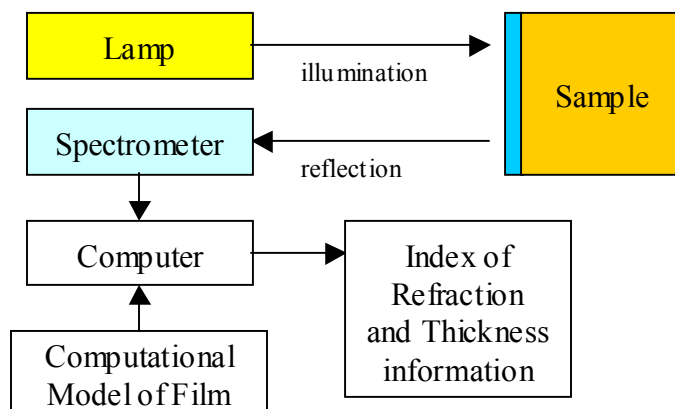 Lamp
illumination
Sample
Spectrometer
reflection
Computer
Index of
Refraction
and Thickness
information
Computational
Model of Film